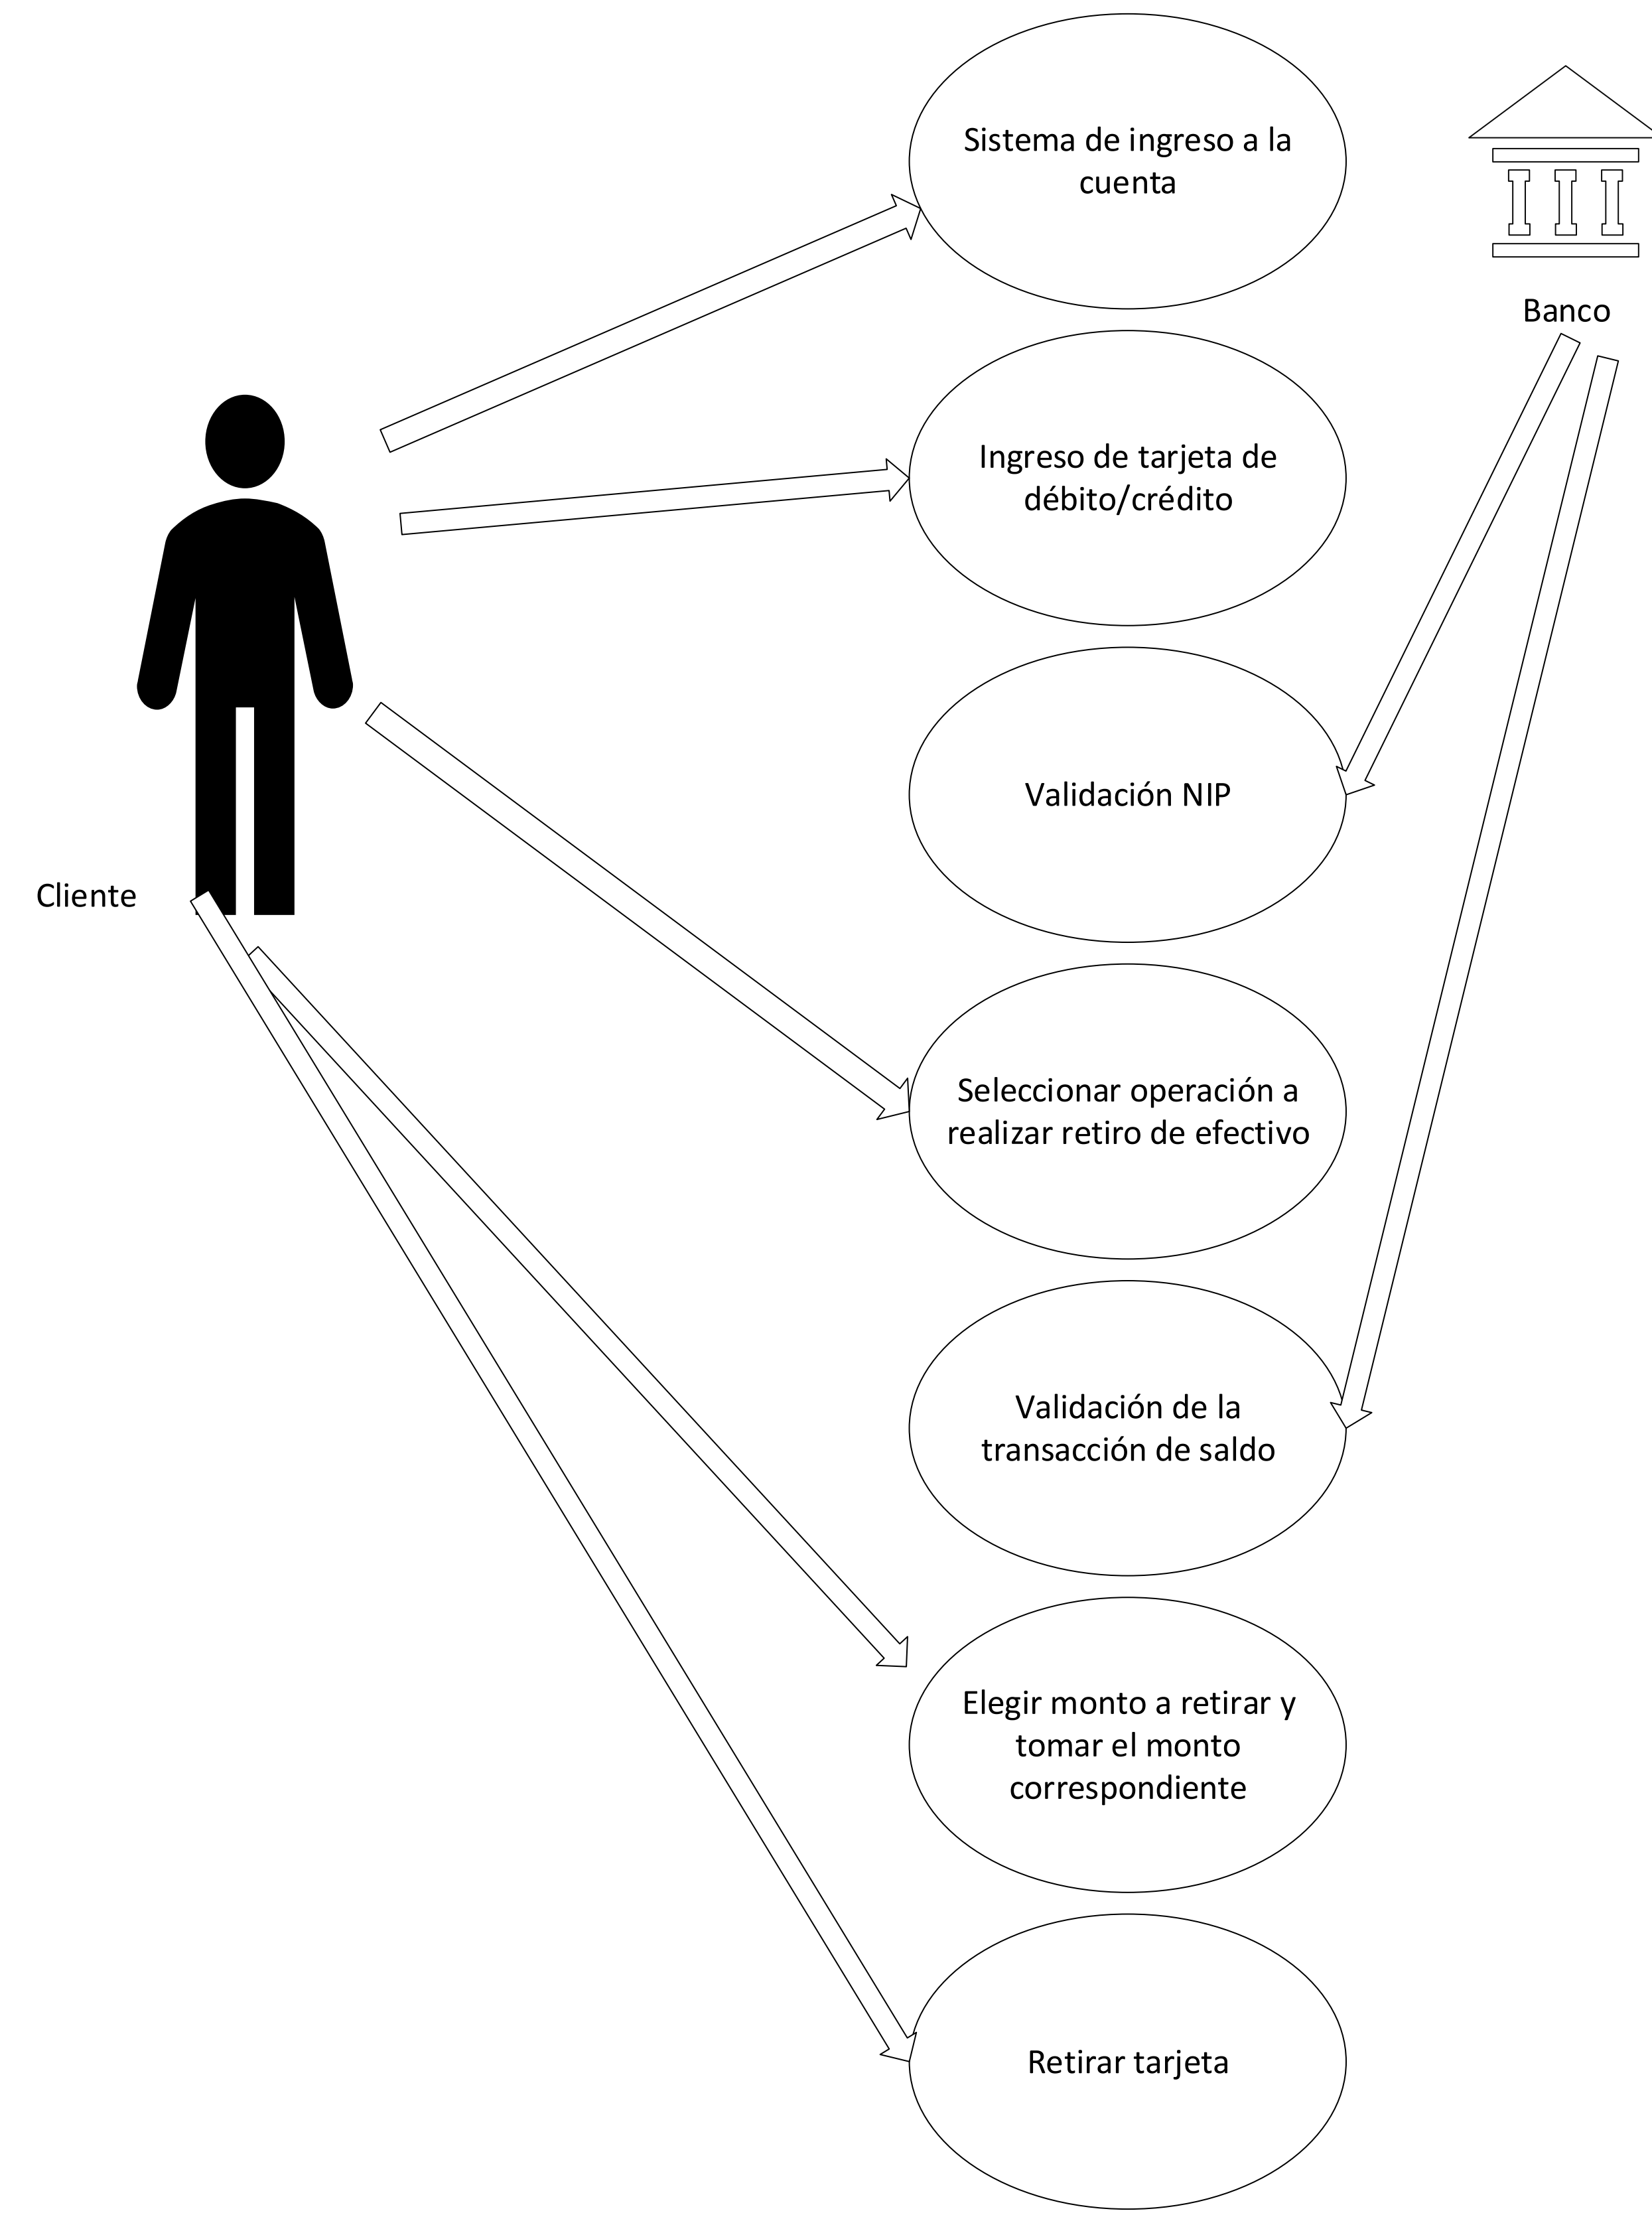 Sistema de ingreso a la
cuenta
Banco
Ingreso de tarjeta de
débito/crédito
Validación NIP
Cliente
Seleccionar operación a
realizar retiro de efectivo
Validación de la
transacción de saldo
Elegir monto a retirar y
tomar el monto
correspondiente
Retirar tarjeta